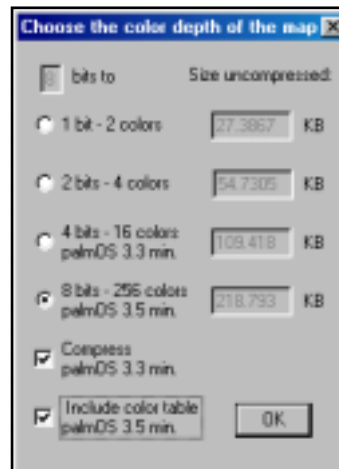 Choose the color depth of the map
8 bits to Size uncompressed:
1 bit - 2 colors 27.3867 KB
2 bits - 4 colors 54.7305 KB
4 bits - 16 colors
palmOS 3.3 min. 109.418 KB
8 bits - 256 colors
palmOS 3.5 min. 218.793 KB
Compress
palmOS 3.3 min.
Include color table
palmOS 3.5 min. OK